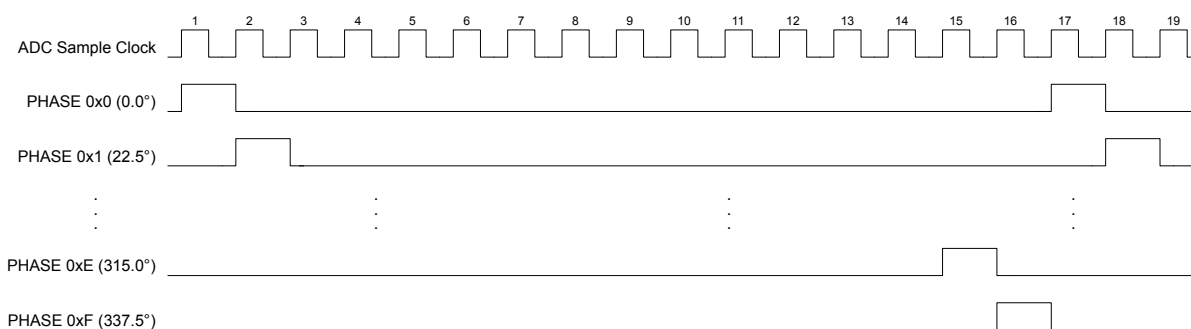 1 2 3 4 5 6 7 8 9 10 11 12 13 14 15 16 17 18 19
ADC Sample Clock
PHASE 0x0 (0.0°)
PHASE 0x1 (22.5°)
PHASE 0xE (315.0°)
PHASE 0xF (337.5°)